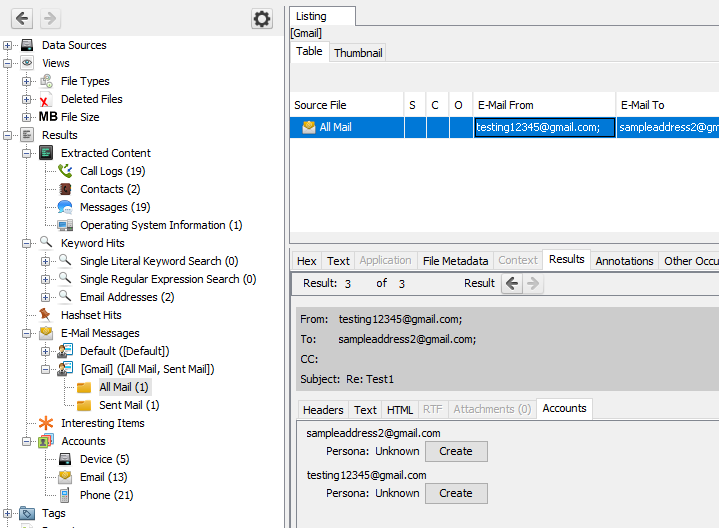 Data Sources
Views
File Types
Deleted Files
MB File Size
Results
Extracted Content
Call Logs (19)
Contacts (2)
Messages (19)
Operating System Information (1)
Keyword Hits
Single Literal Keyword Search (0)
Single Regular Expression Search (0)
Email Addresses (2)
Hashset Hits
E-Mail Messages
Default ([Default])
[Gmail] ([All Mail, Sent Mail])
All Mail (1)
Sent Mail (1)
Interesting Items
Accounts
Device (5)
Email (13)
Phone (21)
Tags
Listing
[Gmail]
Table Thumbnail
Source File S C O E-Mail From E-Mail To
All Mail testing12345@gmail.com; sampleaddress2@gm
Hex Text Application File Metadata Context Results Annotations Other Occu
Result: 3 of 3 Result
From: testing12345@gmail.com;
To: sampleaddress2@gmail.com;
CC:
Subject: Re: Test1
Headers Text HTML RTF Attachments (0) Accounts
sampleaddress2@gmail.com
Persona: Unknown Create
testing12345@gmail.com
Persona: Unknown Create